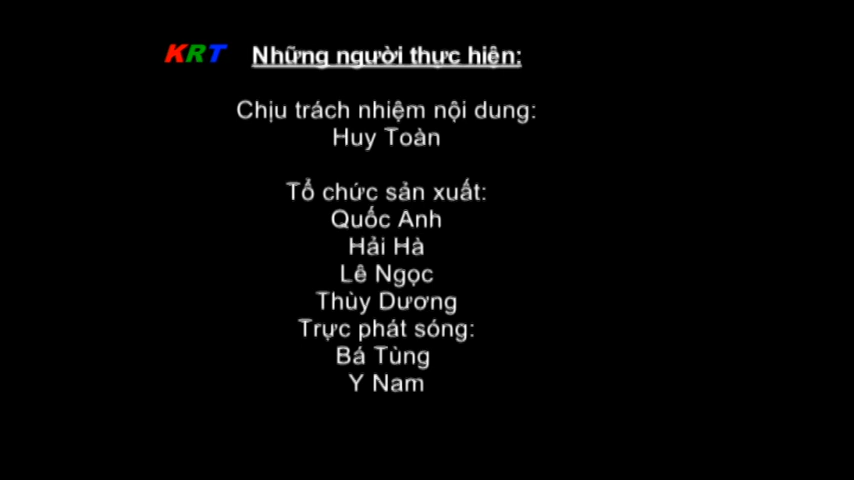 KRT Những người thực hiện:
Chịu trách nhiệm nội dung:
Huy Toàn
Tổ chức sản xuất:
Quốc Anh
Hải Hà
Lê Ngọc
Thùy Dương
Trực phát sóng:
Bá Tùng
Y Nam